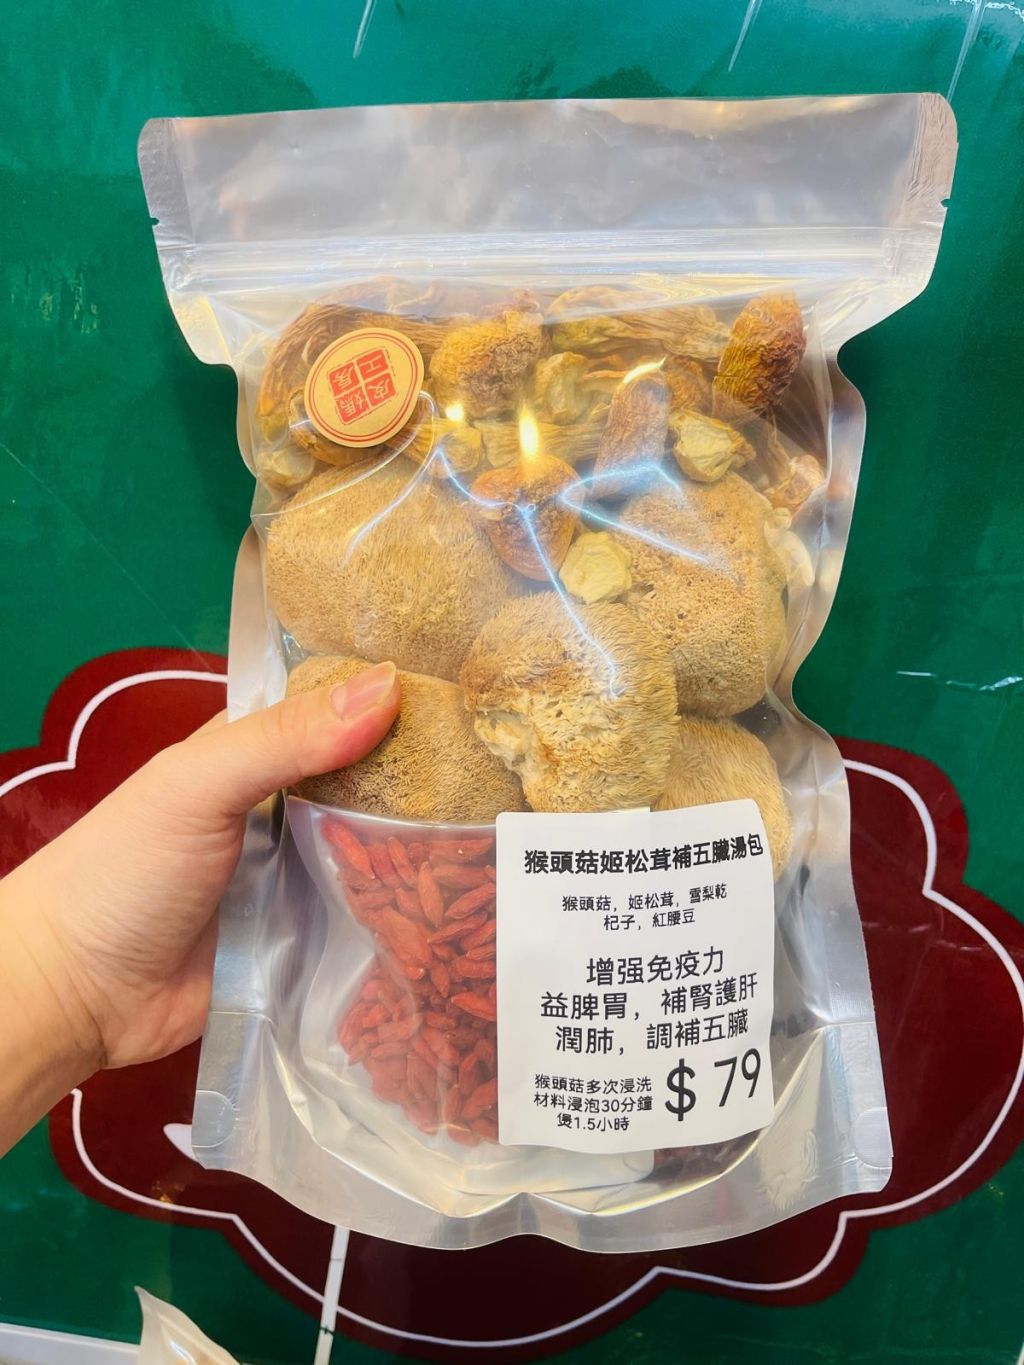 猴頭菇姬松茸補五臟湯包
猴頭菇，姬松茸，雪梨乾
杞子，紅腰豆
增强免疫力
益脾胃，補腎護肝
潤肺，調補五臟
猴頭菇多次浸洗
材料浸泡30分鐘
煲1.5小時
$79